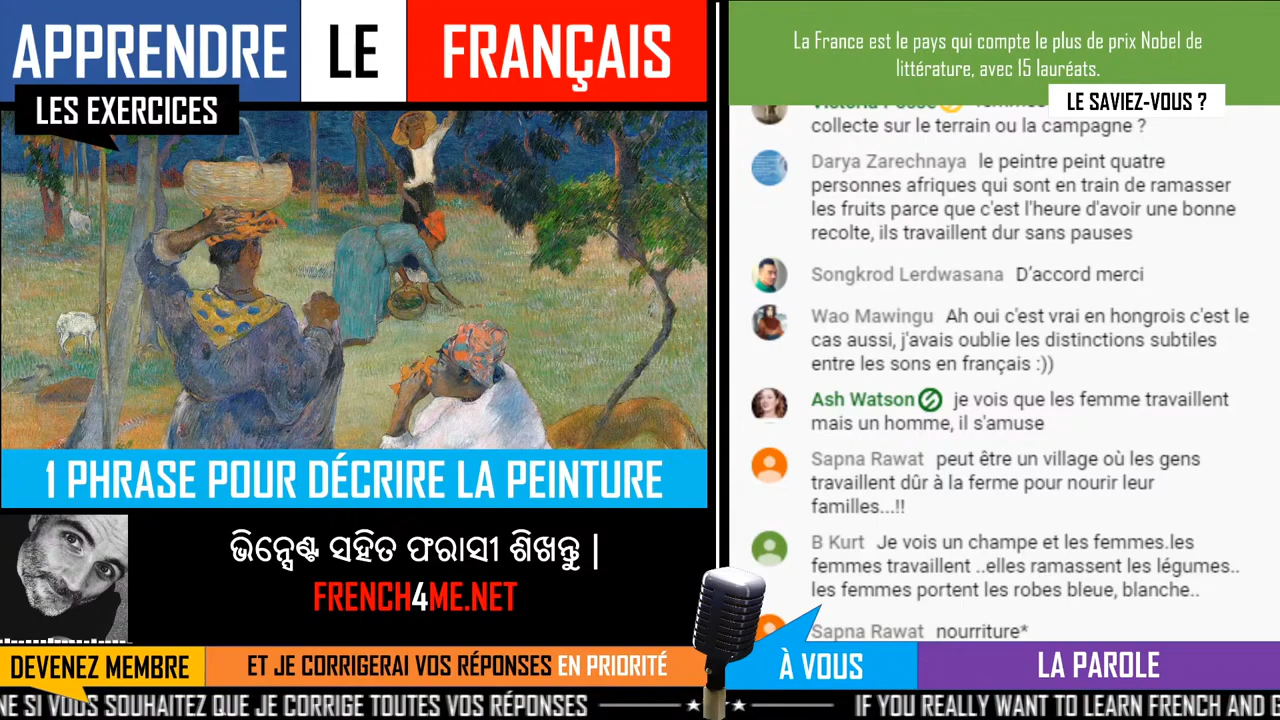 APPRENDRE LE FRANÇAIS
LES EXERCICES
La France est le pays qui compte le plus de prix Nobel de
littérature, avec 15 lauréats.
LE SAVIEZ-VOUS ?
collecte sur le terrain ou la campagne ?
Darya Zarechnaya le peintre peint quatre
personnes afriques qui sont en train de ramasser
les fruits parce que c'est l'heure d'avoir une bonne
recolte, ils travaillent dur sans pauses
Songkrod Lerdwasana D'accord merci
Wao Mawingu Ah oui c'est vrai en hongrois c'est le
cas aussi, j'avais oublie les distinctions subtiles
entre les sons en français :))
Ash Watson je vois que les femme travaillent
mais un homme, il s'amuse
Sapna Rawat peut être un village où les gens
travaillent dûr à la ferme pour nourir leur
familles...!!
B Kurt Je vois un champe et les femmes.les
femmes travaillent ..elles ramassent les légumes..
les femmes portent les robes bleue, blanche..
Sapna Rawat nourriture*
1 PHRASE POUR DÉCRIRE LA PEINTURE
ଭିନ୍ସେଣ୍ଟ ସହିତ ଫରାସୀ ଶିଖନ୍ତୁ |
FRENCH4ME.NET
DEVENEZ MEMBRE
ET JE CORRIGERAI VOS RÉPONSES EN PRIORITÉ
À VOUS
LA PAROLE
NE SI VOUS SOUHAITEZ QUE JE CORRIGE TOUTES VOS RÉPONSES
IF YOU REALLY WANT TO LEARN FRENCH AND